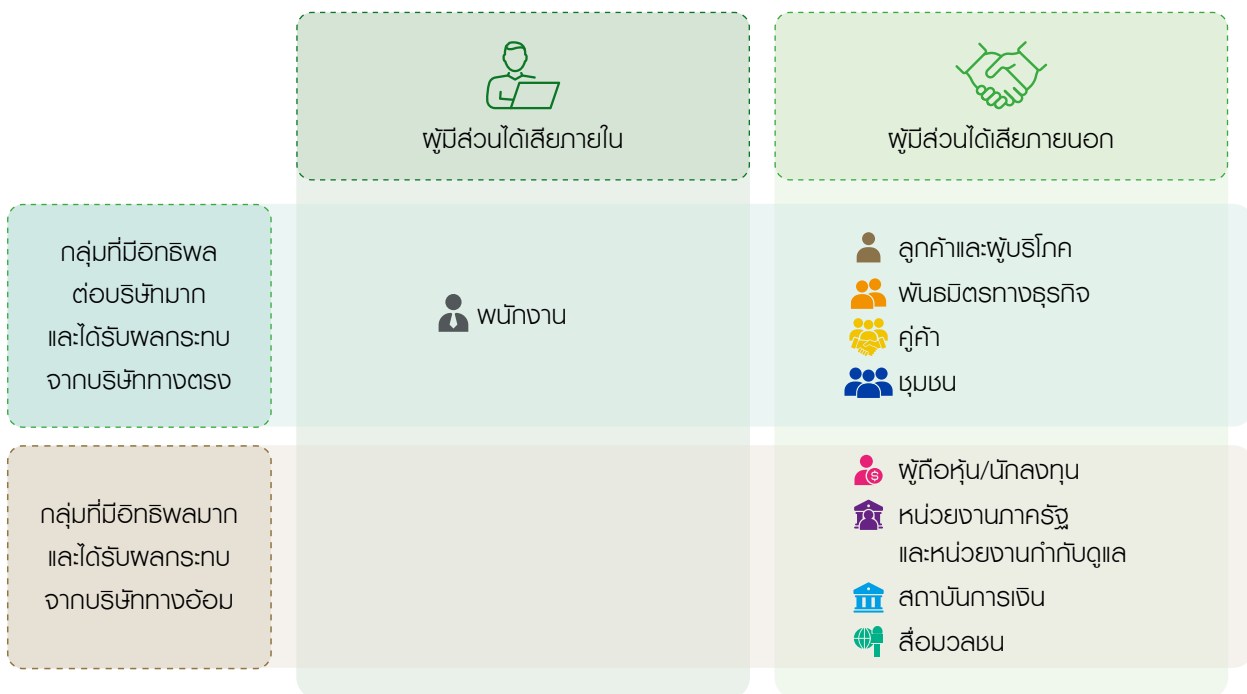 ผู้มีส่วนได้เสียภายใน
ผู้มีส่วนได้เสียภายนอก
กลุ่มที่มีอิทธิพล
ต่อบริษัทมาก
และได้รับผลกระทบ
จากบริษัททางตรง
พนักงาน
ลูกค้าและผู้บริโภค
พันธมิตรทางธุรกิจ
คู่ค้า
ชุมชน
กลุ่มที่มีอิทธิพลมาก
และได้รับผลกระทบ
จากบริษัททางอ้อม
ผู้ถือหุ้น/นักลงทุน
หน่วยงานภาครัฐ
และหน่วยงานกำกับดูแล
สถาบันการเงิน
สื่อมวลชน